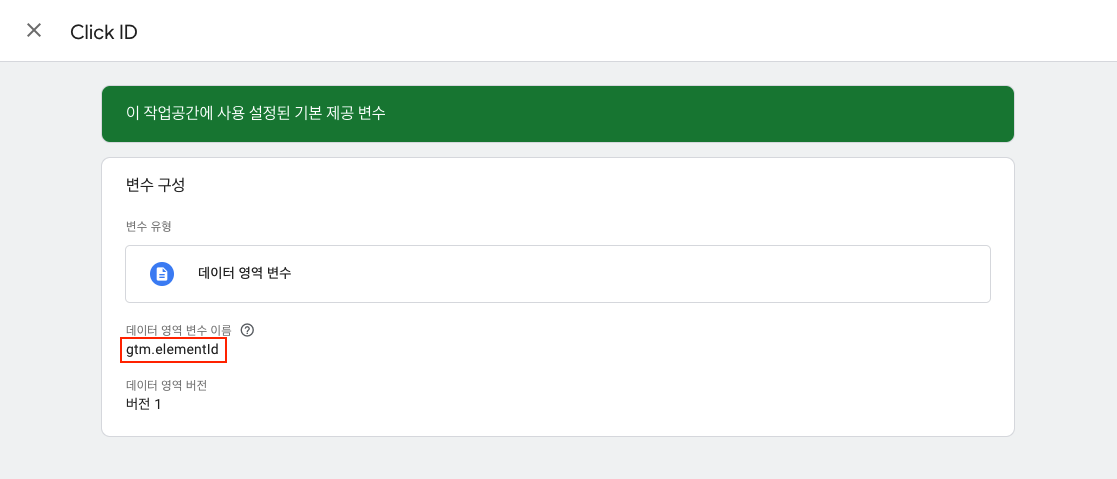 Click ID
이 작업공간에 사용 설정된 기본 제공 변수
변수 구성
변수 유형
데이터 영역 변수
데이터 영역 변수 이름
gtm.elementId
데이터 영역 버전
버전 1